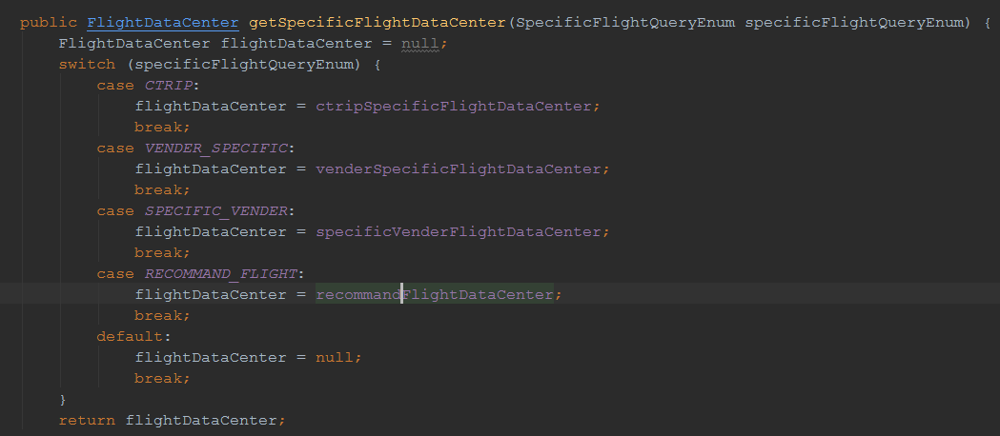 public FlightDataCenter getSpecificFlightDataCenter(SpecificFlightQueryEnum specificFlightQueryEnum) {
    FlightDataCenter flightDataCenter = null;
    switch (specificFlightQueryEnum) {
        case CTRIP:
            flightDataCenter = ctripSpecificFlightDataCenter;
            break;
        case VENDER_SPECIFIC:
            flightDataCenter = venderSpecificFlightDataCenter;
            break;
        case SPECIFIC_VENDER:
            flightDataCenter = specificVenderFlightDataCenter;
            break;
        case RECOMMAND_FLIGHT:
            flightDataCenter = recommandFlightDataCenter;
            break;
        default:
            flightDataCenter = null;
            break;
    }
    return flightDataCenter;